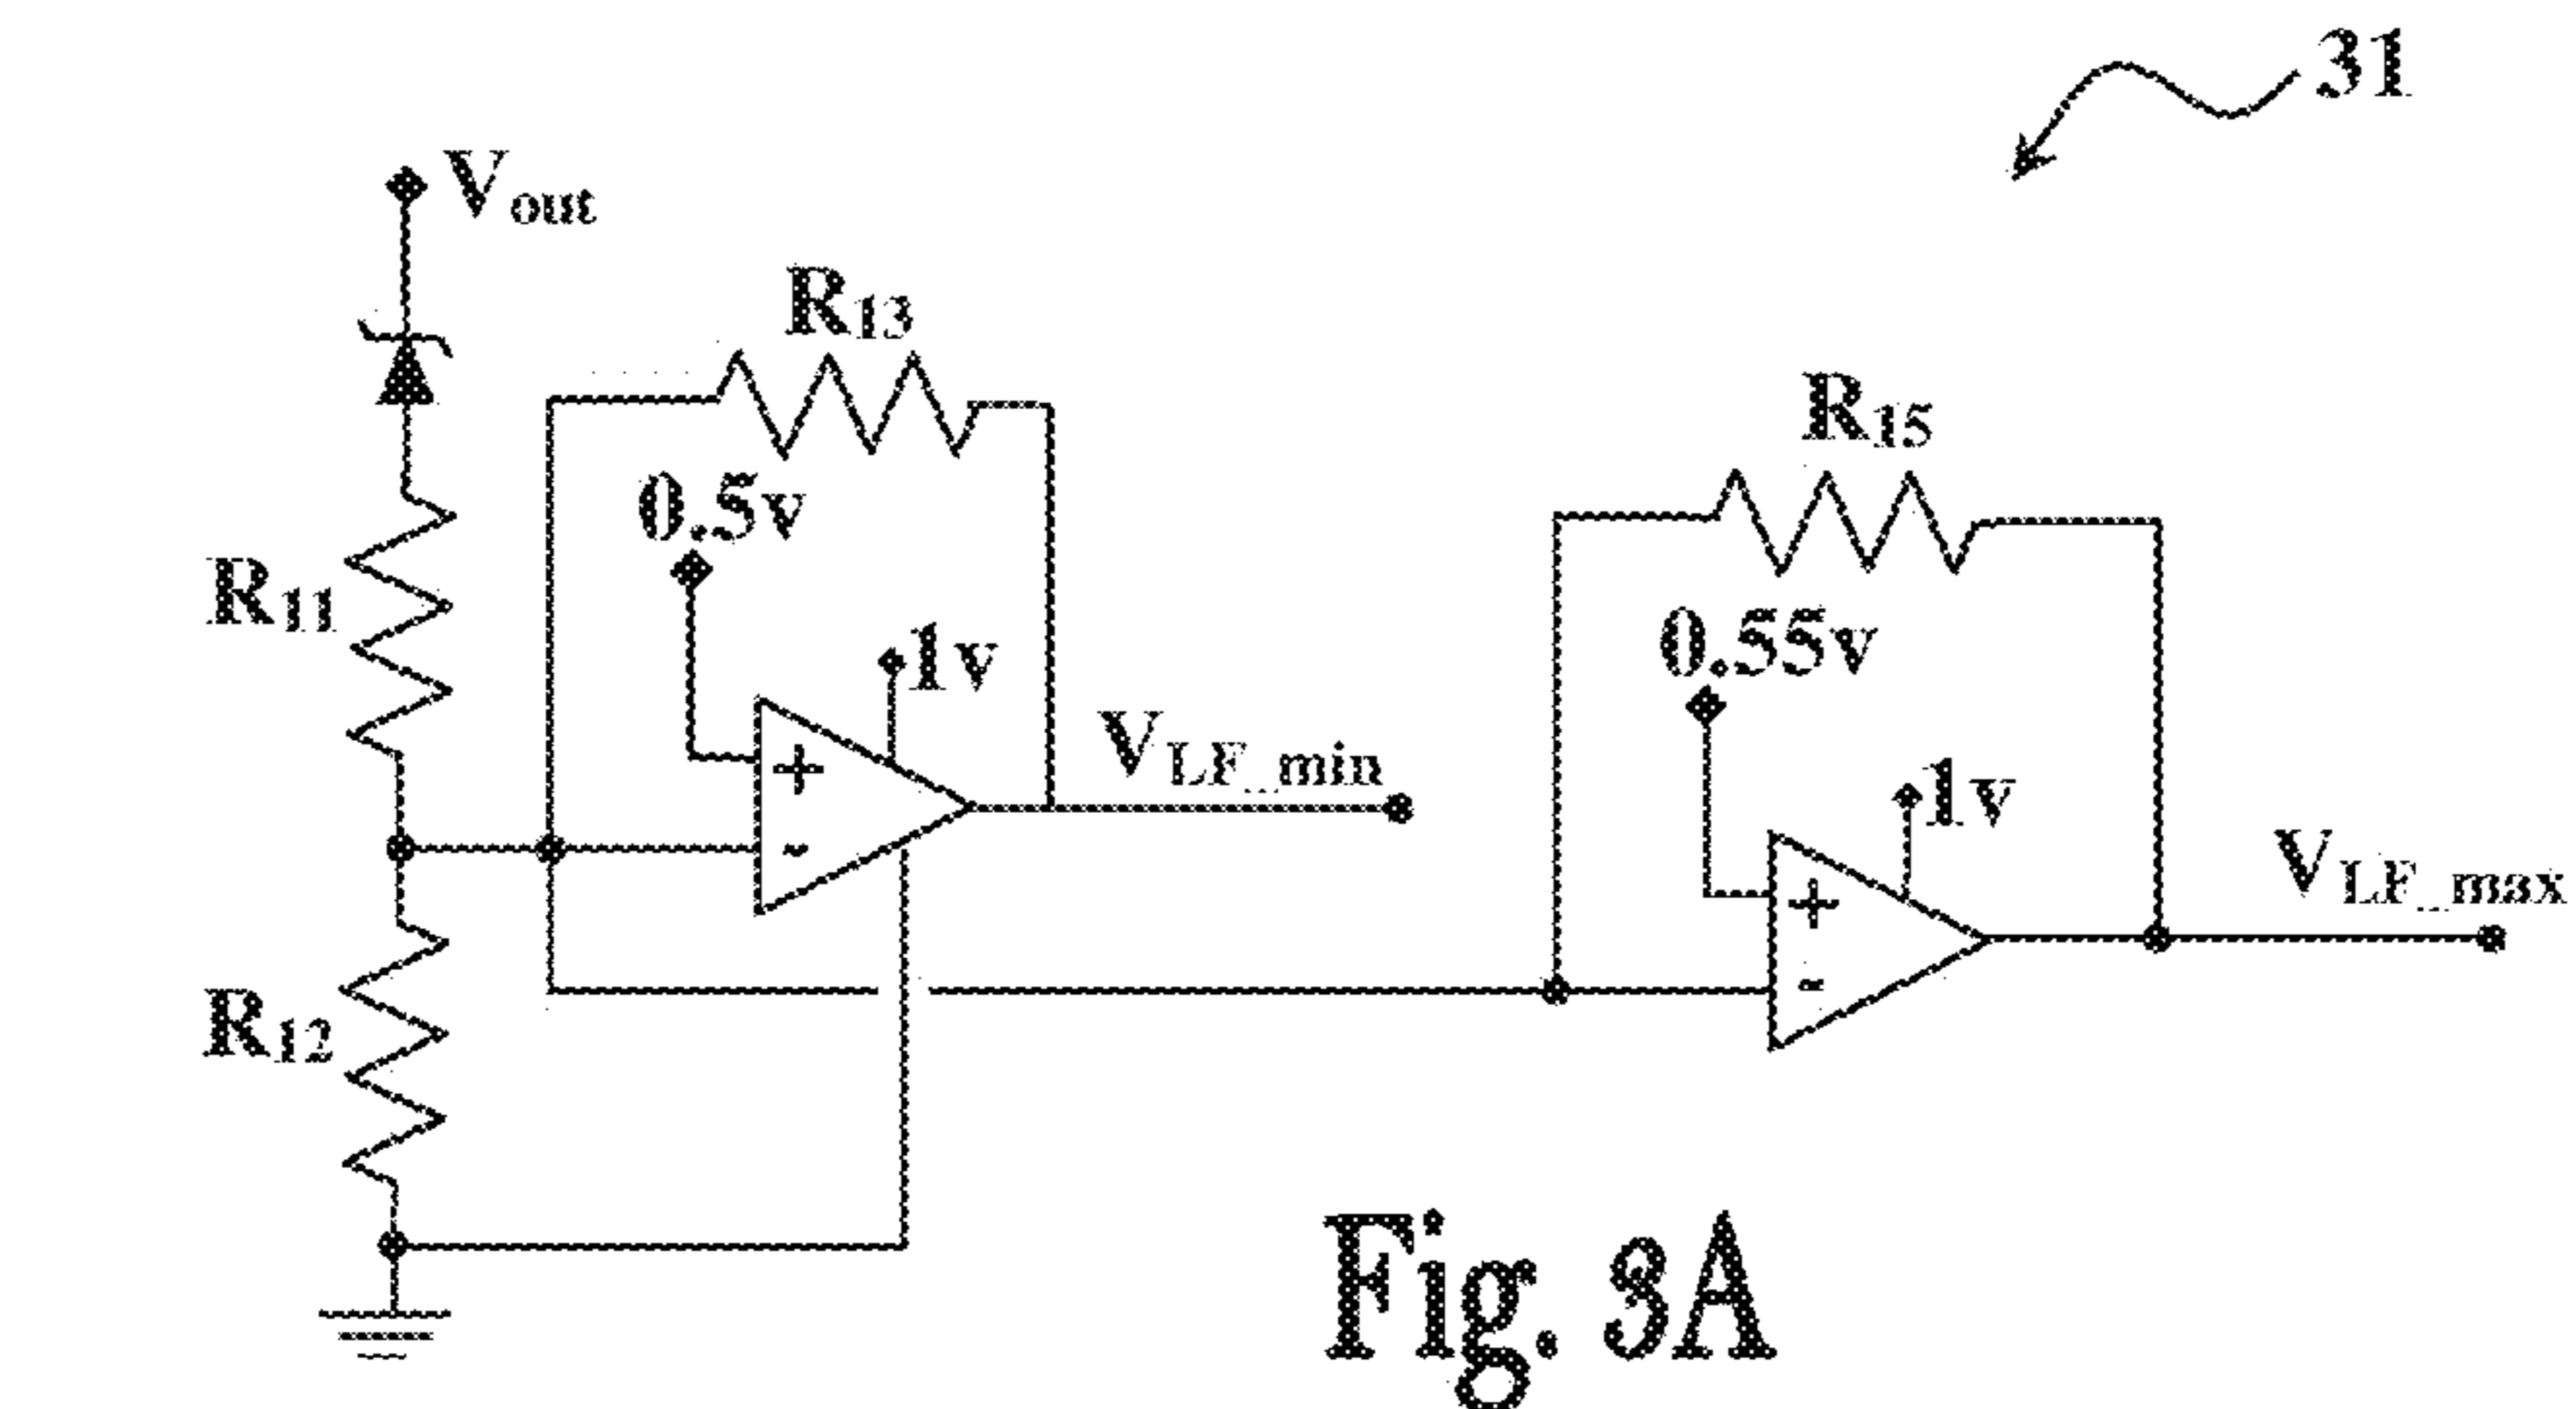 31
Vout
R13
R15
0.5v
R11
0.55v
1v
VLF_min
1v
+
+
VLF_max
-
-
R12
Fig. 3A